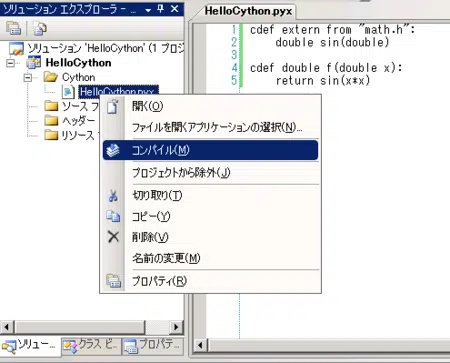 ソリューション エクスプローラ - ソリュ
ソリューション 'HelloCython' (1 プロジ
HelloCython
Cython
HelloCython.pyx
ソース フ
ヘッダー
リソース
開く(O)
ファイルを開くアプリケーションの選択(N)...
コンパイル(M)
プロジェクトから除外(J)
切り取り(T)
コピー(Y)
削除(V)
名前の変更(M)
プロパティ(R)
ソリュー...
クラス ビ...
プロパテ...
HelloCython.pyx
1 cdef extern from "math.h":
2 double sin(double)
3
4 cdef double f(double x):
5 return sin(x*x)